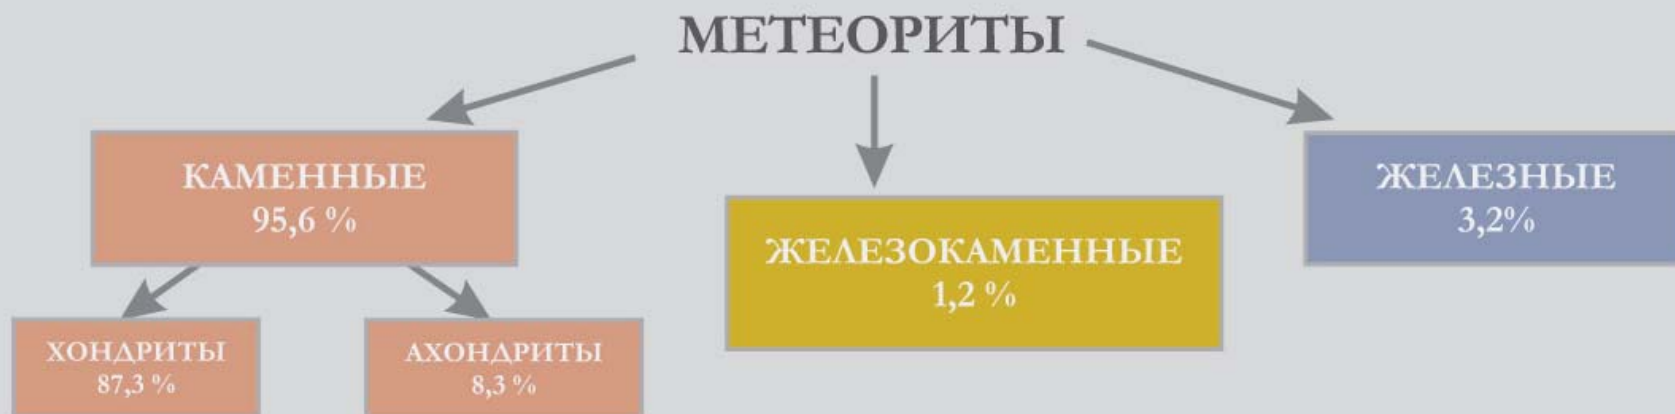 МЕТЕОРИТЫ
КАМЕННЫЕ
95,6 %
ЖЕЛЕЗОКАМЕННЫЕ
1,2 %
ЖЕЛЕЗНЫЕ
3,2%
ХОНДРИТЫ
87,3 %
АХОНДРИТЫ
8,3 %